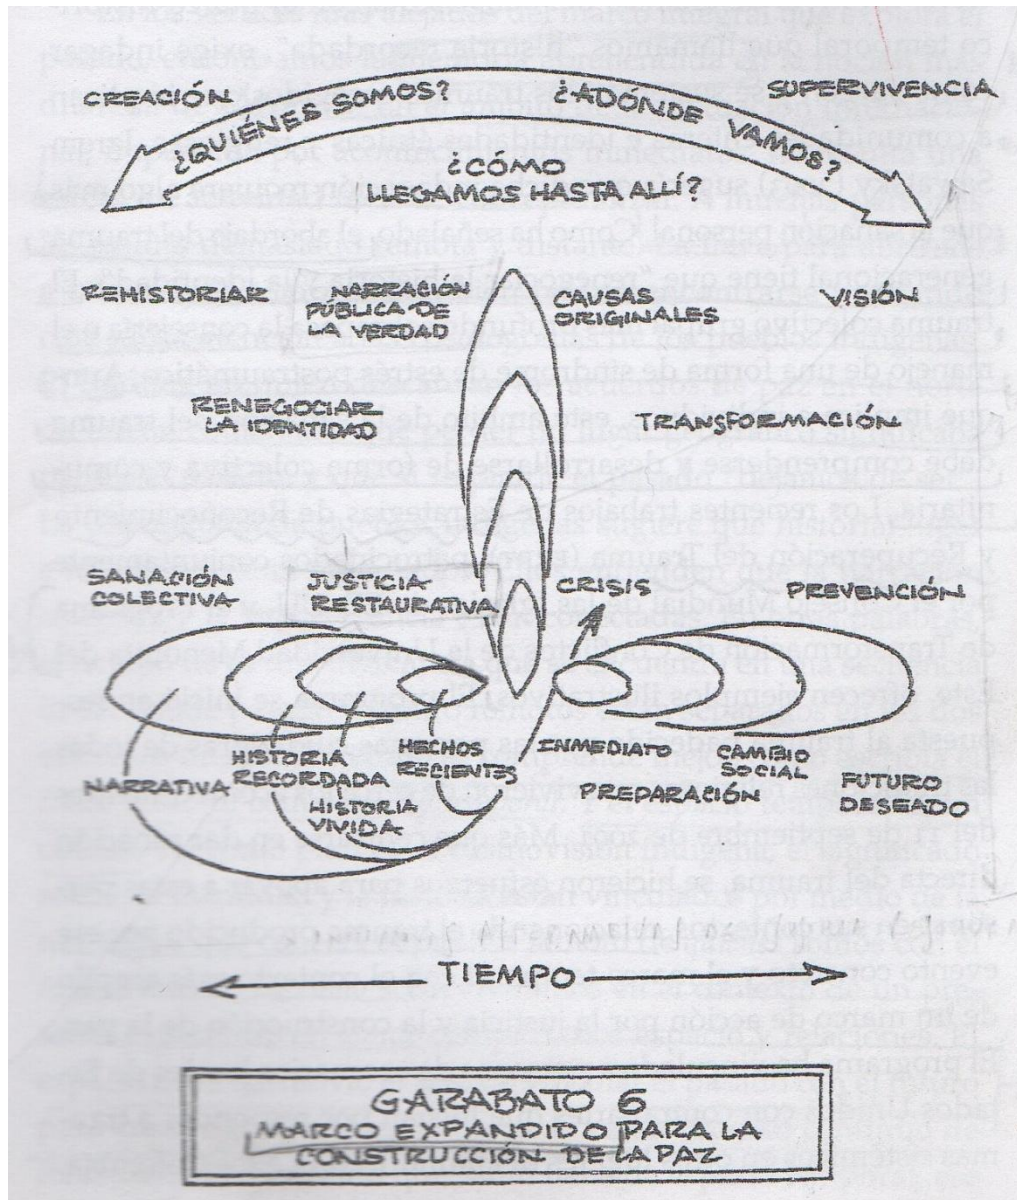 CREACIÓN
¿QUIÉNES SOMOS?
¿ADÓNDE VAMOS?
SUPERVIVENCIA
¿CÓMO
LLEGAMOS HASTA ALLÍ?
REHISTORIAR
NARRACIÓN
PÚBLICA DE
LA VERDAD
CAUSAS
ORIGINALES
VISIÓN
RENEGOCIAR
LA IDENTIDAD
TRANSFORMACIÓN
SANACIÓN
COLECTIVA
JUSTICIA
RESTAURATIVA
CRISIS
PREVENCIÓN
NARRATIVA
HISTORIA
RECORDADA
HISTORIA
VIVIDA
HECHOS
RECIENTES
INMEDIATO
PREPARACIÓN
CAMBIO
SOCIAL
FUTURO
DESEADO
TIEMPO
GARABATO 6
MARCO EXPANDIDO PARA LA
CONSTRUCCIÓN DE LA PAZ